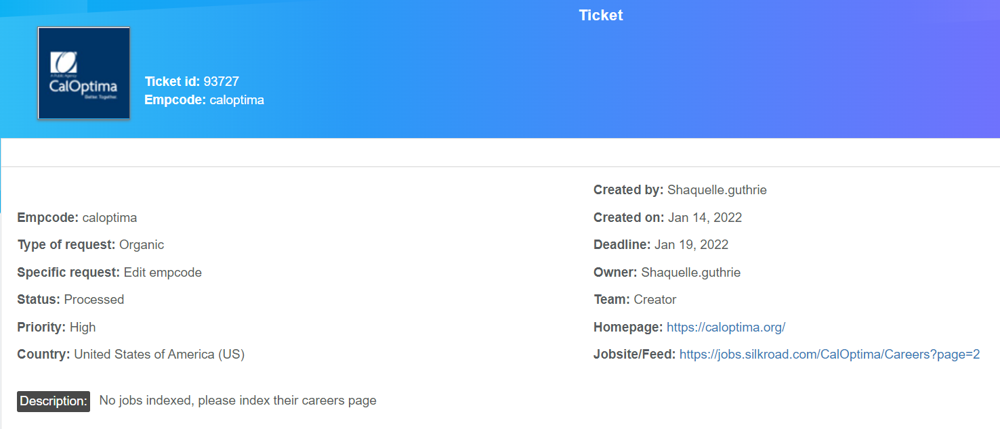 Ticket
A Public Agency
CalOptima
Better. Together.
Ticket id: 93727
Empcode: caloptima
Created by: Shaquelle.guthrie
Empcode: caloptima
Created on: Jan 14, 2022
Type of request: Organic
Deadline: Jan 19, 2022
Specific request: Edit empcode
Owner: Shaquelle.guthrie
Status: Processed
Team: Creator
Priority: High
Homepage: https://caloptima.org/
Country: United States of America (US)
Jobsite/Feed: https://jobs.silkroad.com/CalOptima/Careers?page=2
Description: No jobs indexed, please index their careers page